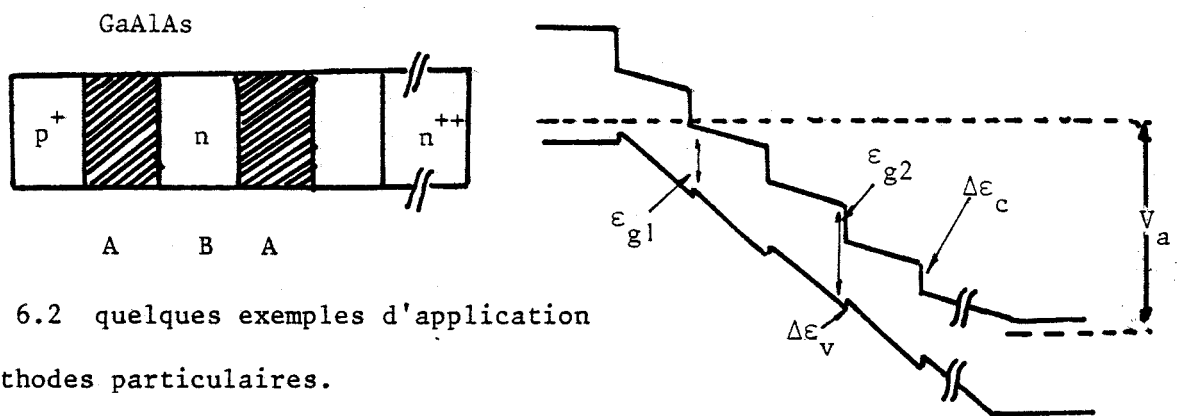 GaAlAs
p+
n
n++
A B A
εg1
εg2
Δεc
Δεv
Va
6.2 quelques exemples d'application
thodes particulaires.